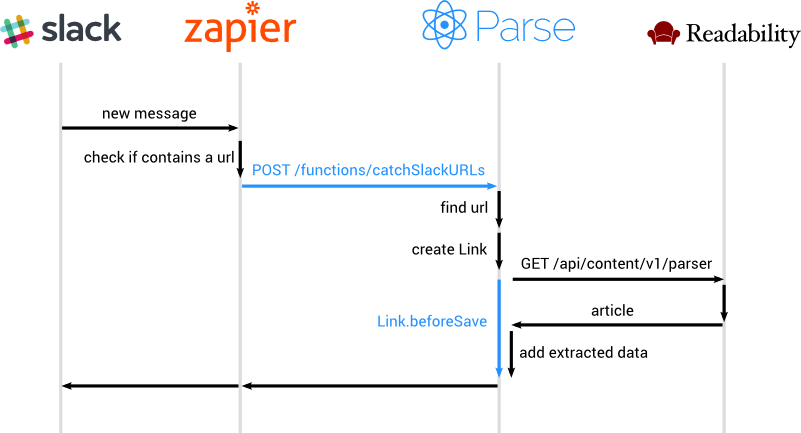 slack
zapier
Parse
Readability
new message
check if contains a url
POST /functions/catchSlackURLs
find url
create Link
GET /api/content/v1/parser
article
Link.beforeSave
add extracted data